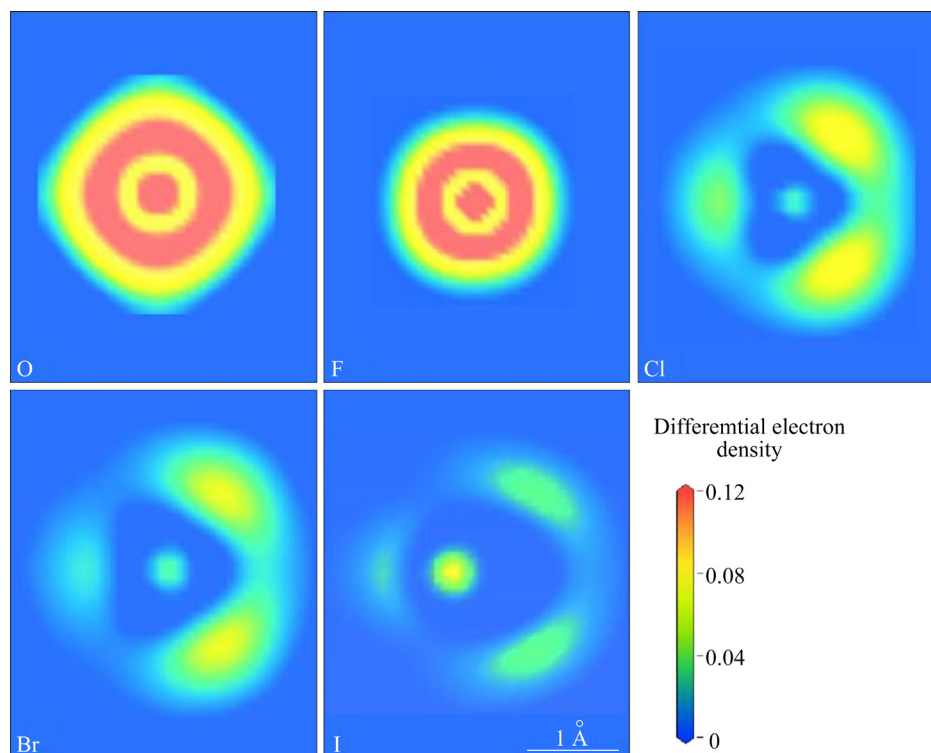 O
F
Cl
Br
I
1 Å
Differemtial electron
density
0.12
0.08
0.04
0